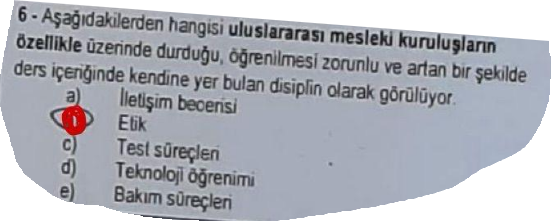 6 - Aşağıdakilerden hangisi uluslararası mesleki kuruluşların
özellikle üzerinde durduğu, öğrenilmesi zorunlu ve artan bir şekilde
ders içeriğinde kendine yer bulan disiplin olarak görülüyor.
a) İletişim becerisi
Etik
c) Test süreçleri
d) Teknoloji öğrenimi
e) Bakım süreçleri